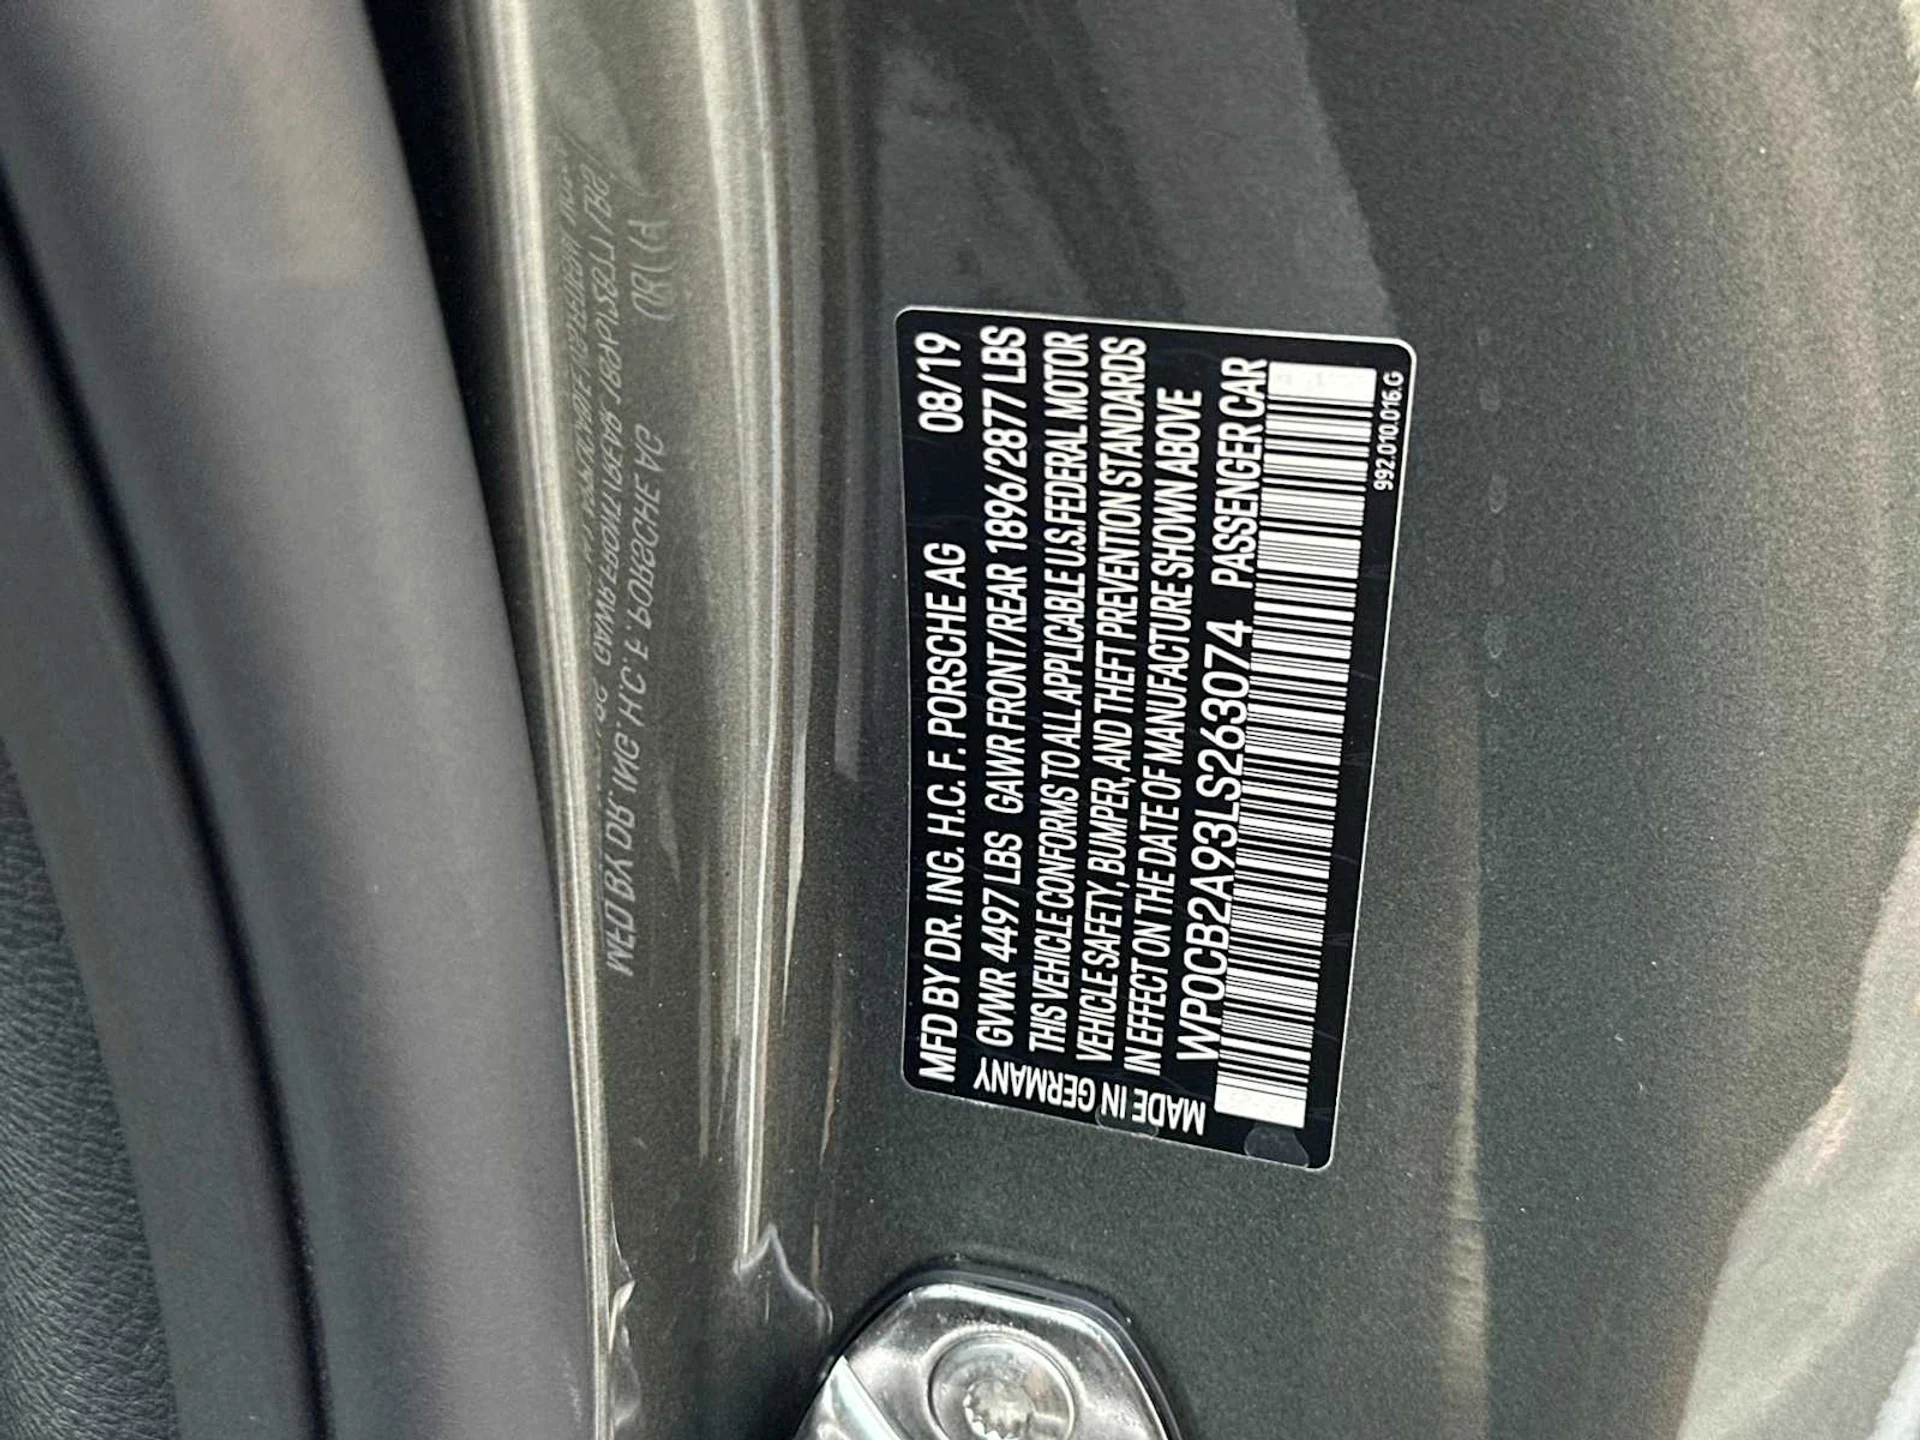 MFD BY DR. ING. H.C. F. PORSCHE AG 08/19
GVWR 4497 LBS GAWR FRONT/REAR 1896/2877 LBS
THIS VEHICLE CONFORMS TO ALL APPLICABLE U.S. FEDERAL MOTOR
VEHICLE SAFETY, BUMPER, AND THEFT PREVENTION STANDARDS
IN EFFECT ON THE DATE OF MANUFACTURE SHOWN ABOVE
WP0CB2A93LS263074 PASSENGER CAR
MADE IN GERMANY
992.010.016.G